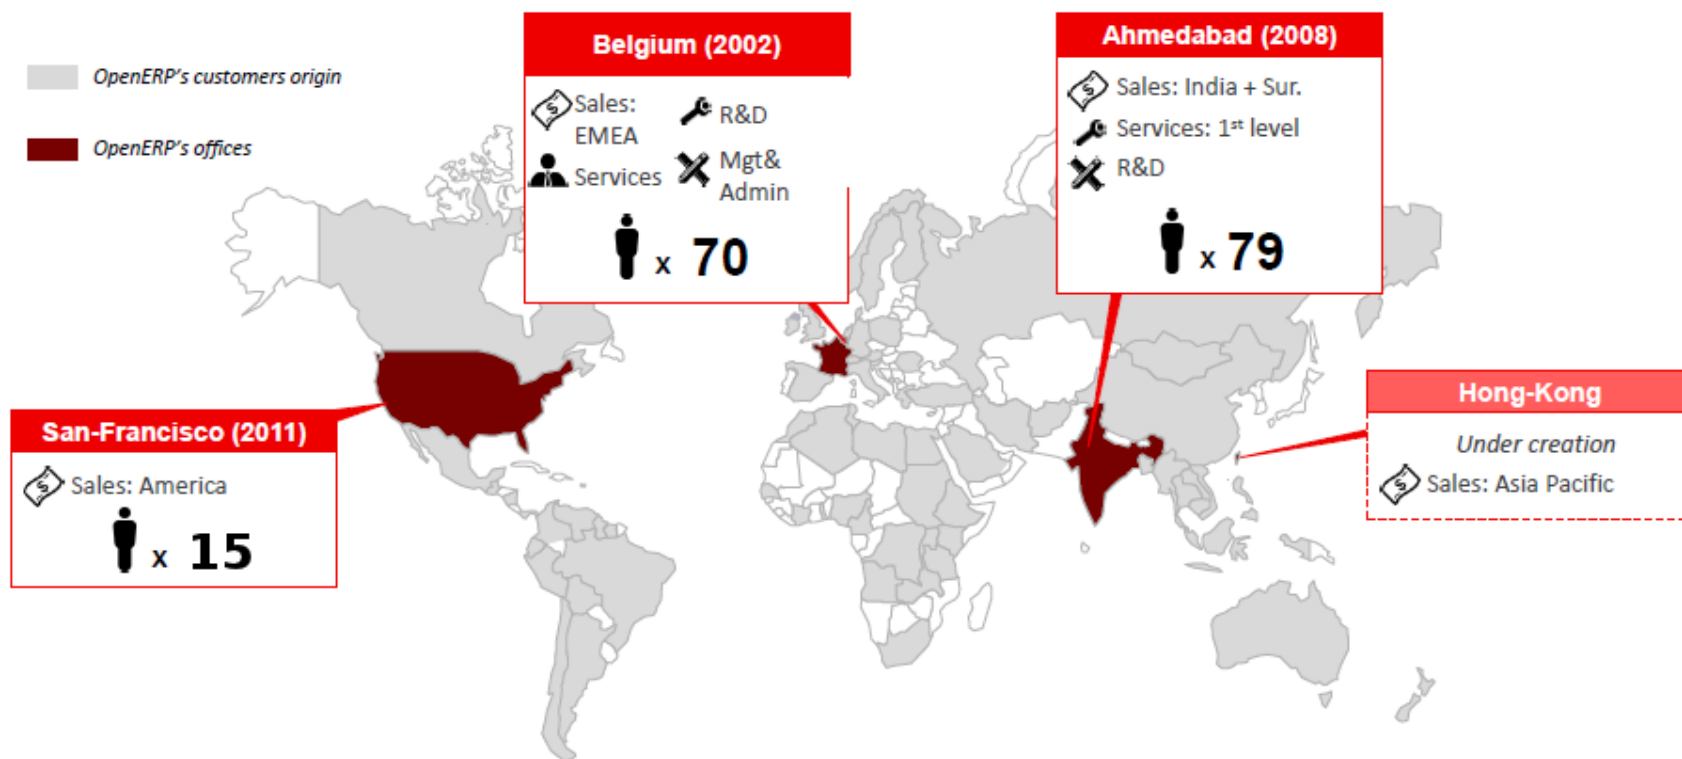 OpenERP's customers origin
OpenERP's offices
Belgium (2002)
Sales:
EMEA
R&D
Services
Mgt&
Admin
x 70
Ahmedabad (2008)
Sales: India + Sur.
Services: 1st level
R&D
x 79
San-Francisco (2011)
Sales: America
x 15
Hong-Kong
Under creation
Sales: Asia Pacific